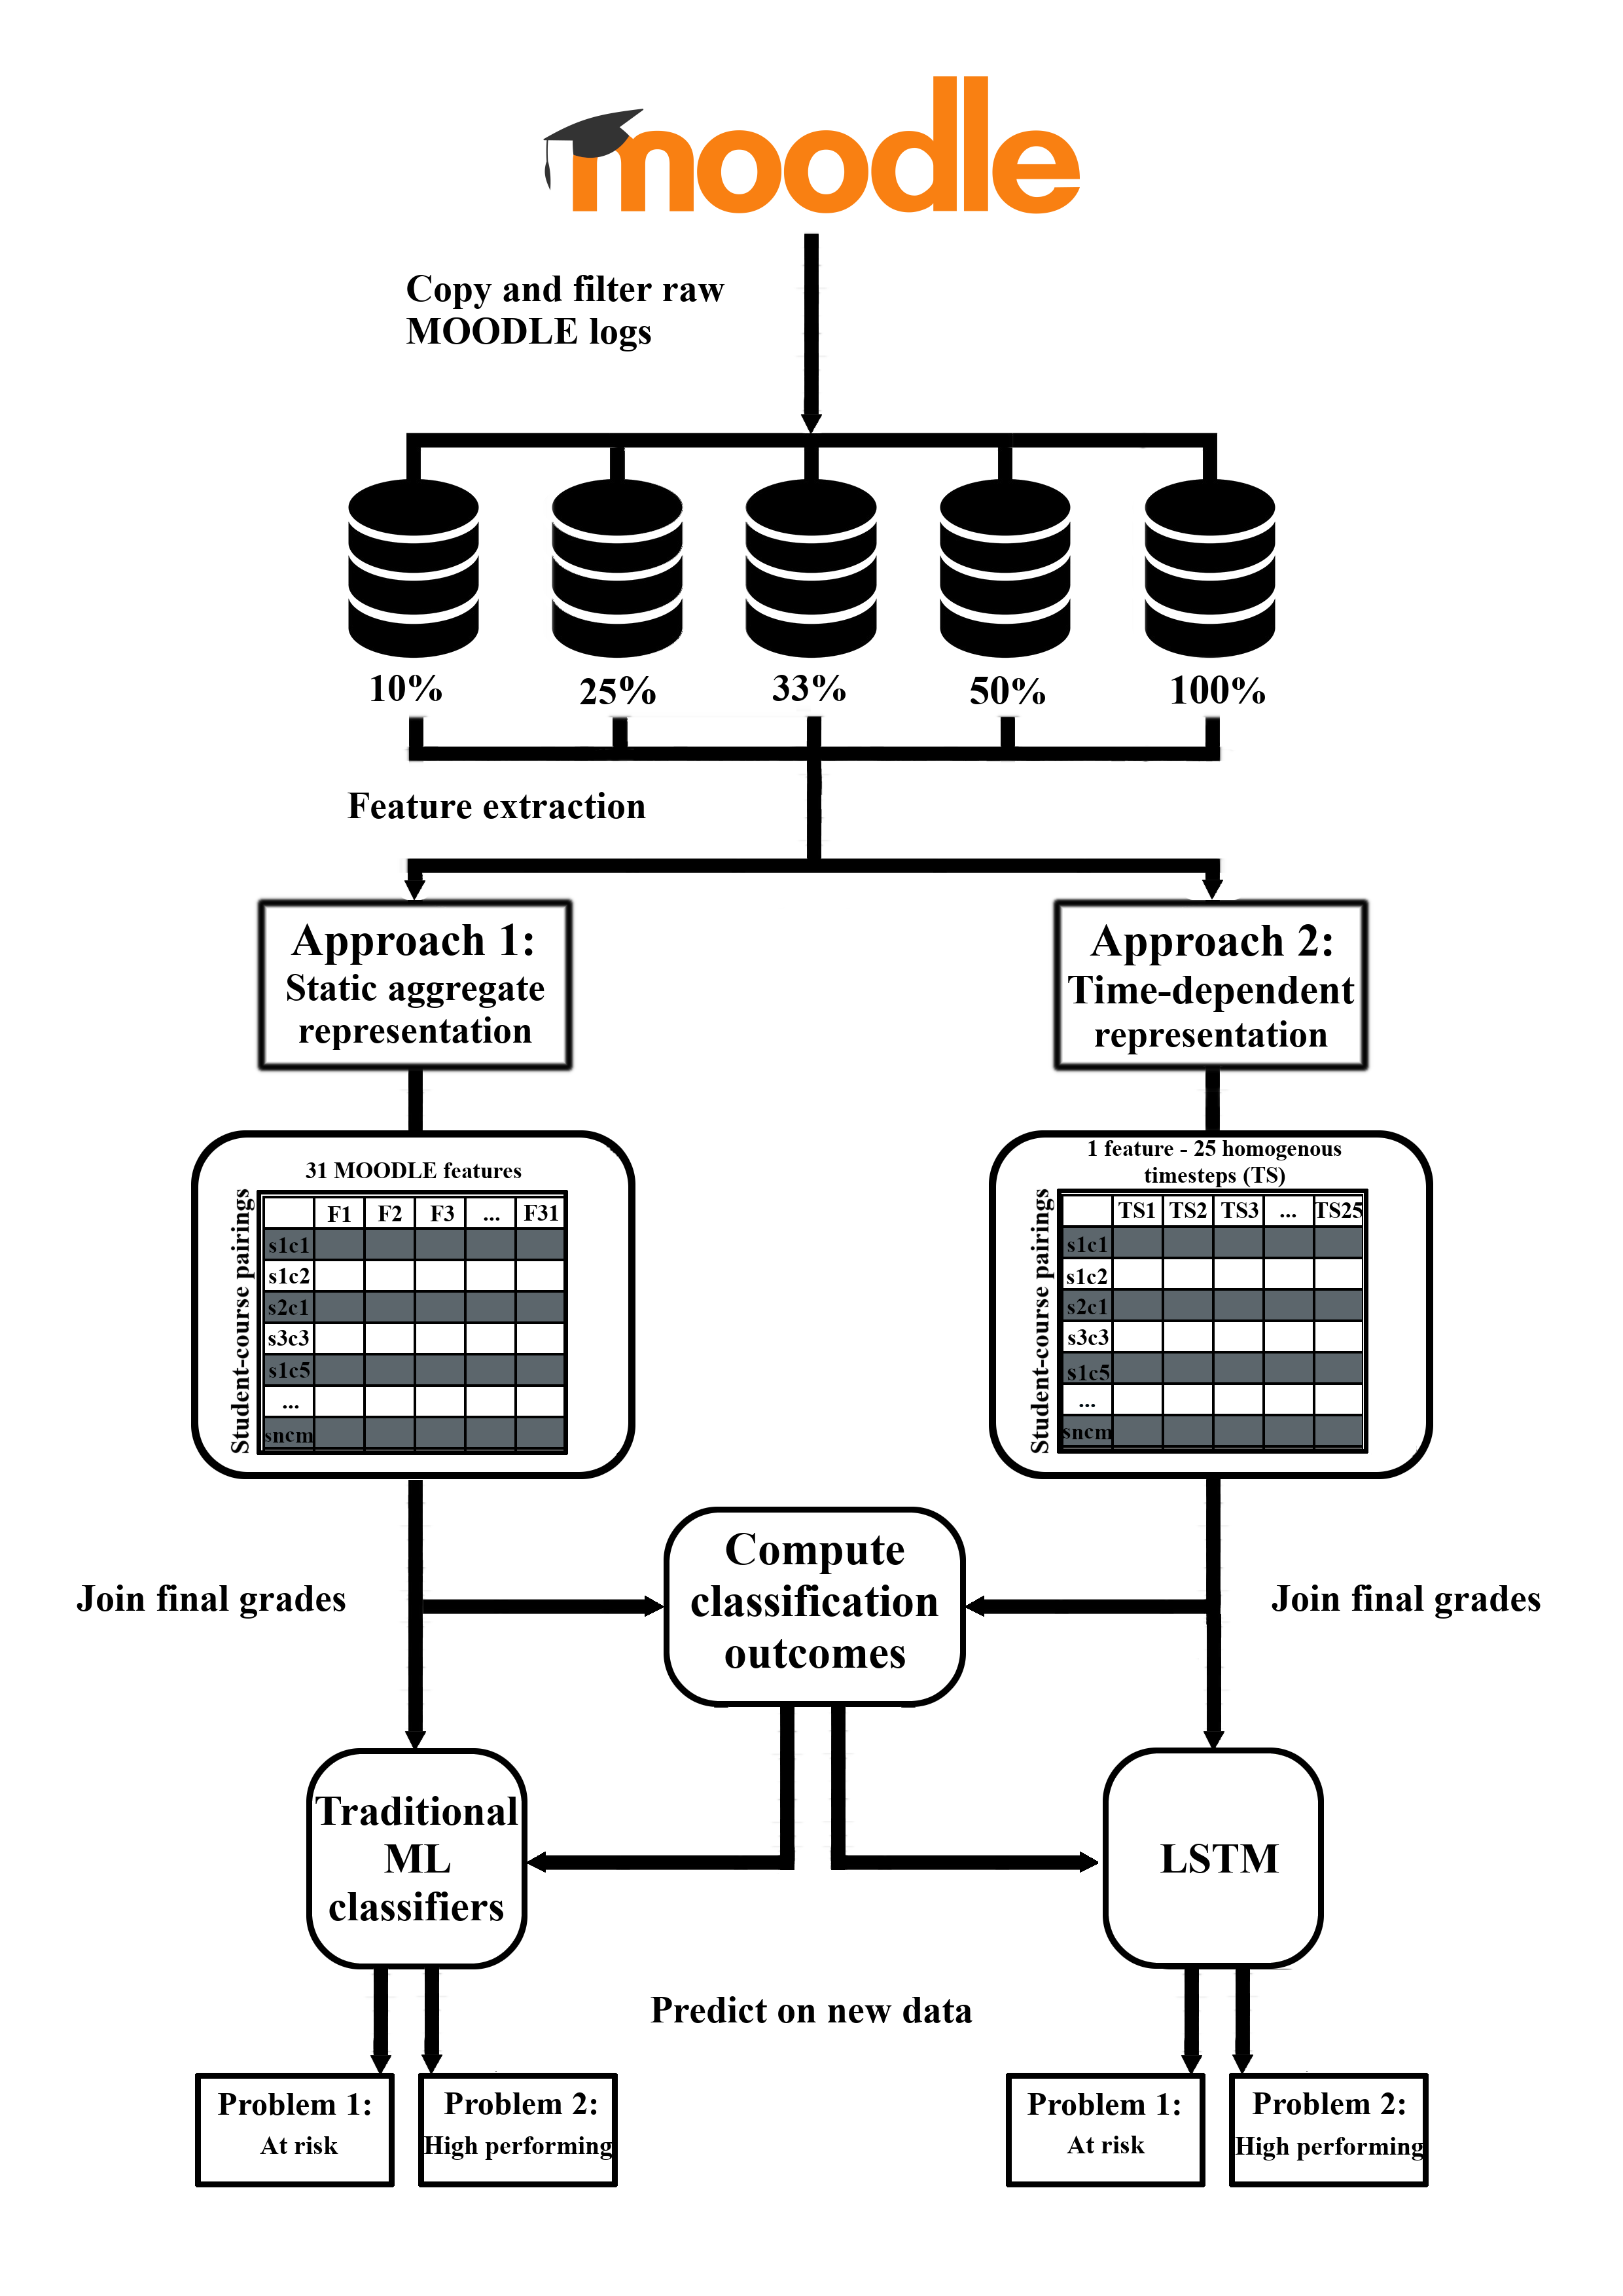 moodle
Copy and filter raw
MOODLE logs
10% 25% 33% 50% 100%
Feature extraction
Approach 1:
Static aggregate
representation
Approach 2:
Time-dependent
representation
31 MOODLE features
Student-course pairings
F1 F2 F3 ... F31
s1c1
s1c2
s2c1
s3c3
s1c5
...
sncm
1 feature - 25 homogenous
timesteps (TS)
Student-course pairings
TS1 TS2 TS3 ... TS25
s1c1
s1c2
s2c1
s3c3
s1c5
...
sncm
Join final grades
Compute
classification
outcomes
Join final grades
Traditional
ML
classifiers
LSTM
Predict on new data
Problem 1:
At risk
Problem 2:
High performing
Problem 1:
At risk
Problem 2:
High performing